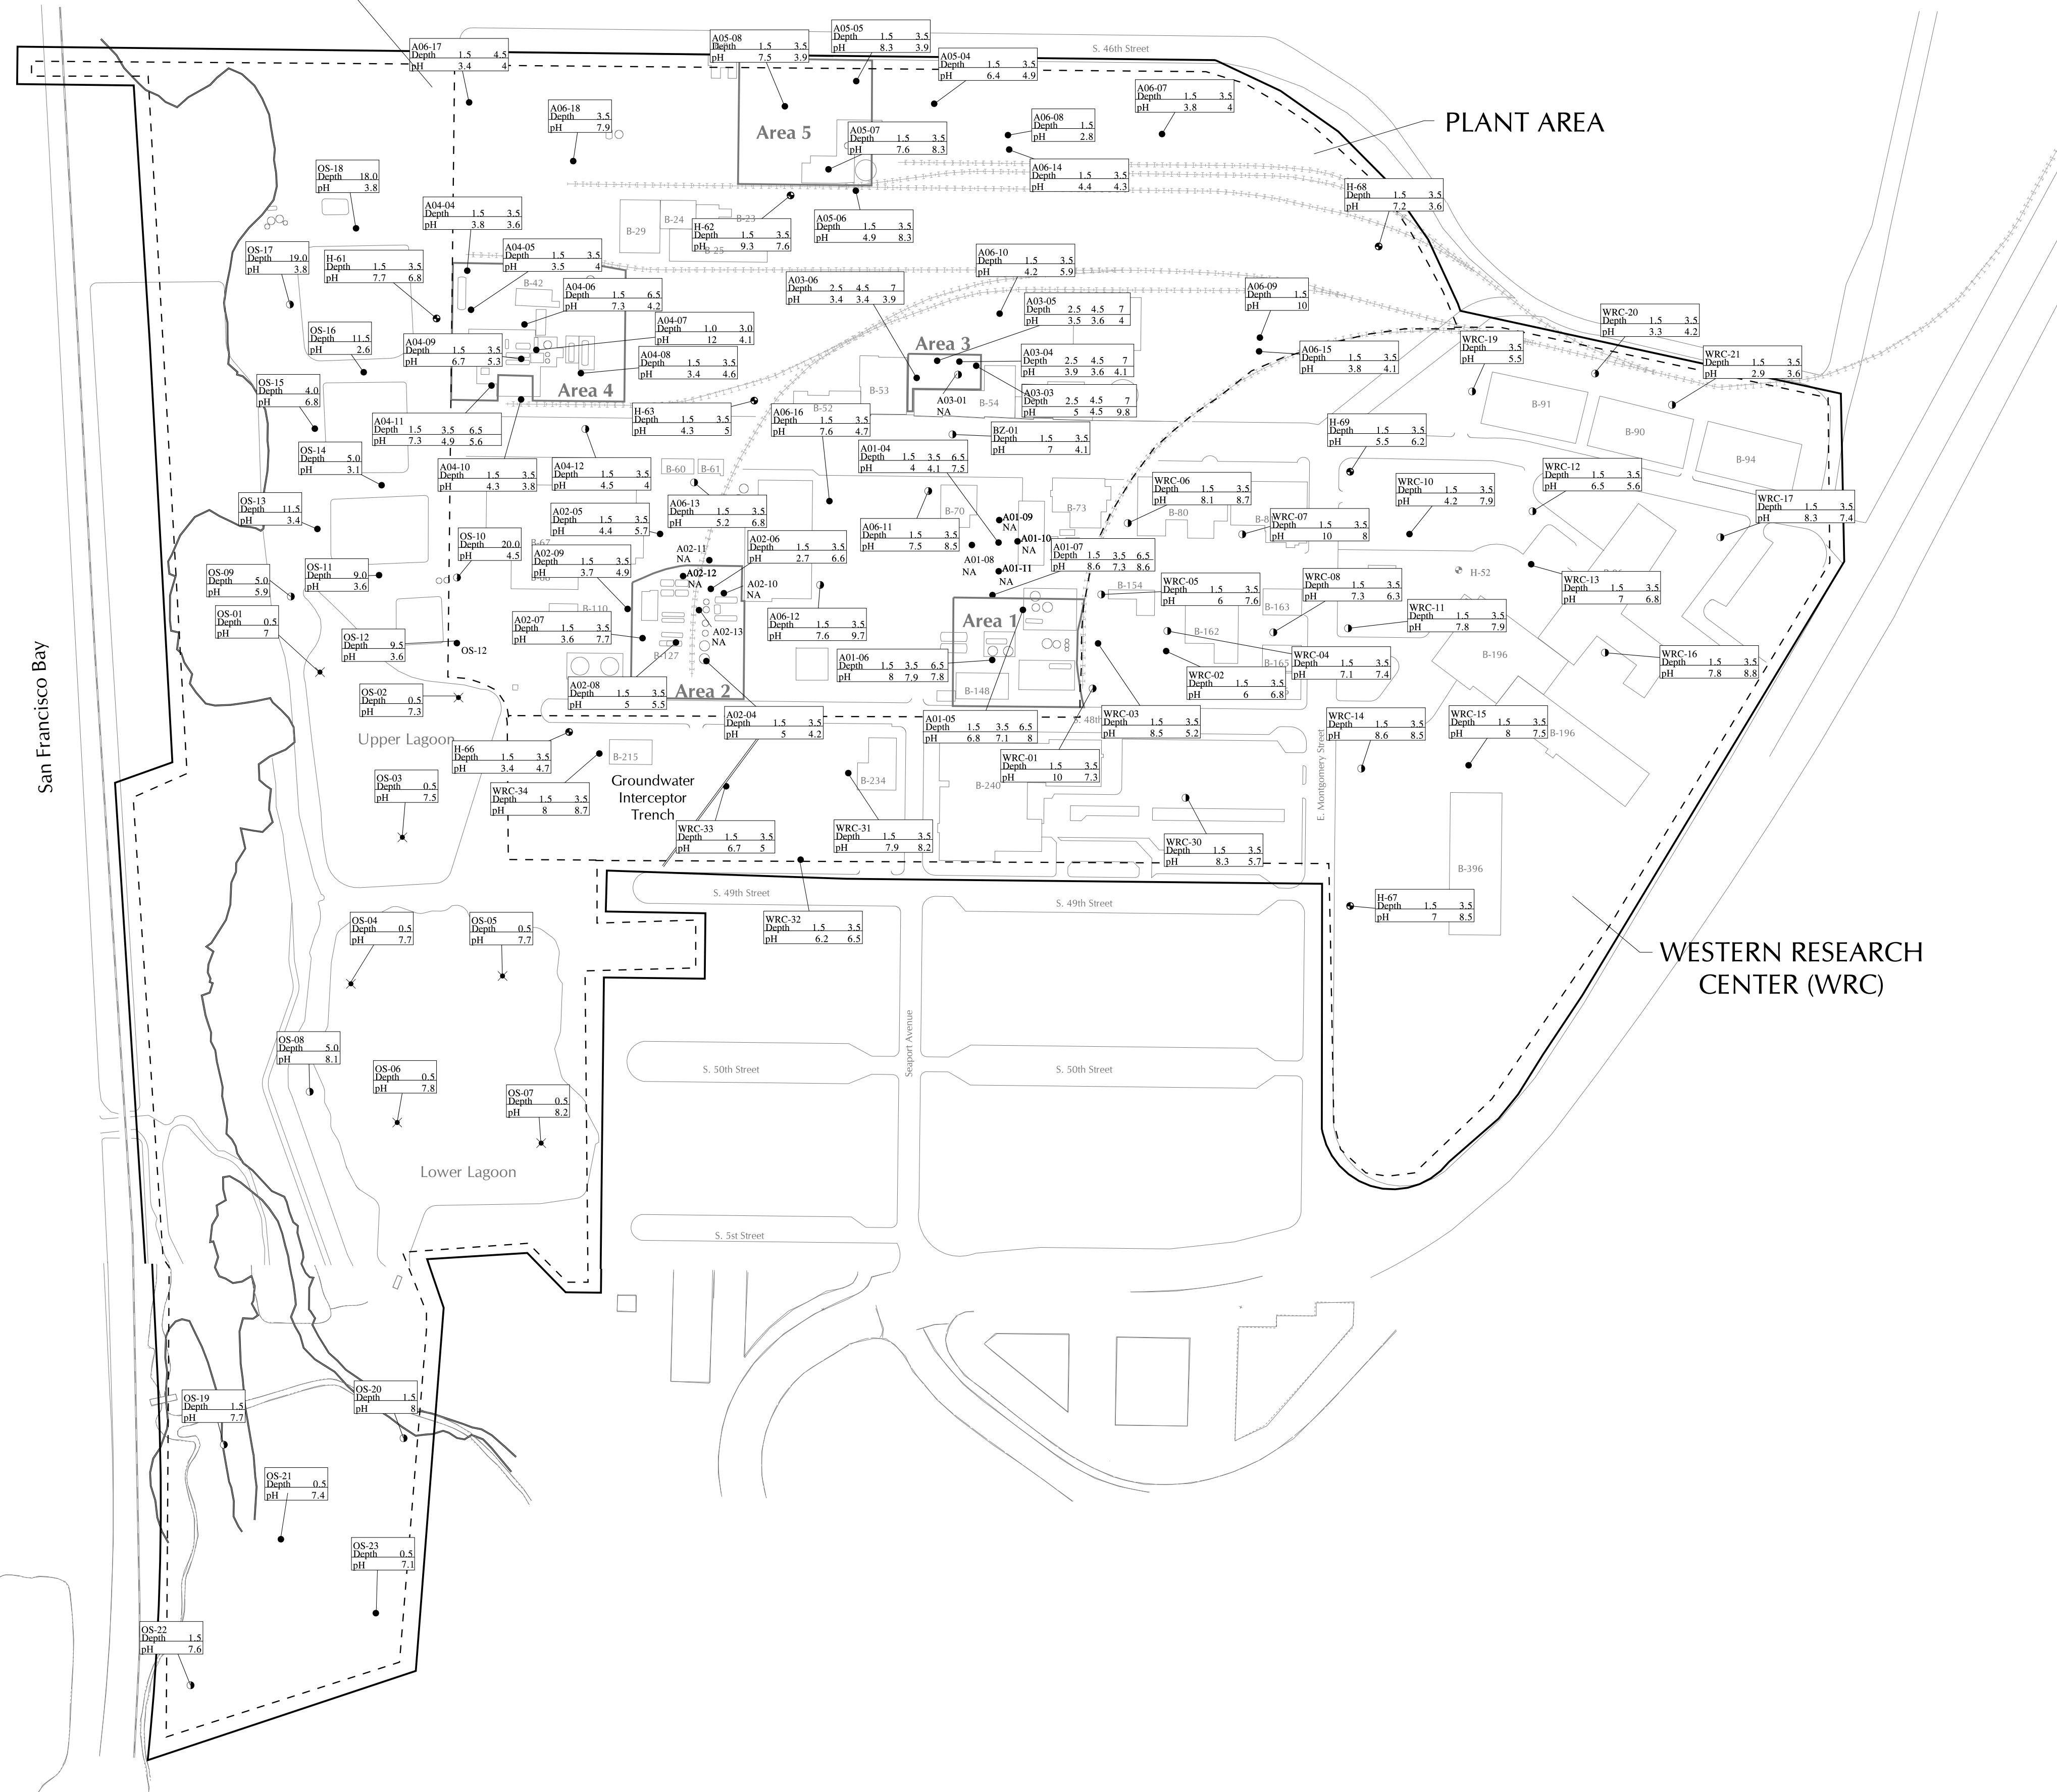 A06-17
Depth 1.5 4.5
pH 3.4 4
A05-08
Depth 1.5 3.5
pH 7.5 3.9
A05-05
Depth 1.5 3.5
pH 8.3 3.9
S. 46th Street
A05-04
Depth 1.5 3.5
pH 6.4 4.9
A06-07
Depth 1.5 3.5
pH 3.8 4
A06-18
Depth 3.5
pH 7.9
Area 5
A05-07
Depth 1.5 3.5
pH 7.6 8.3
A06-08
Depth 1.5
pH 2.8
PLANT AREA
A06-14
Depth 1.5 3.5
pH 4.4 4.3
OS-18
Depth 18.0
pH 3.8
H-68
Depth 1.5 3.5
pH 7.2 3.6
A04-04
Depth 1.5 3.5
pH 3.8 3.6
B-29
B-24
B-23
H-62
Depth 1.5 3.5
pH 9.3 7.6
B-25
A05-06
Depth 1.5 3.5
pH 4.9 8.3
OS-17
Depth 19.0
pH 3.8
H-61
Depth 1.5 3.5
pH 7.7 6.8
A04-05
Depth 1.5 3.5
pH 3.5 4
A06-10
Depth 1.5 3.5
pH 4.2 5.9
B-42
A04-06
Depth 1.5 6.5
pH 7.3 4.2
A03-06
Depth 2.5 4.5 7
pH 3.4 3.4 3.9
A03-05
Depth 2.5 4.5 7
pH 3.5 3.6 4
A06-09
Depth 1.5
pH 10
OS-16
Depth 11.5
pH 2.6
A04-09
Depth 1.5 3.5
pH 6.7 5.3
A04-07
Depth 1.0 3.0
pH 12 4.1
A04-08
Depth 1.5 3.5
pH 3.4 4.6
Area 3
A03-04
Depth 2.5 4.5 7
pH 3.9 3.6 4.1
A06-15
Depth 1.5 3.5
pH 3.8 4.1
WRC-19
Depth 3.5
pH 5.5
WRC-20
Depth 1.5 3.5
pH 3.3 4.2
WRC-21
Depth 1.5 3.5
pH 2.9 3.6
OS-15
Depth 4.0
pH 6.8
Area 4
B-53
A03-01
NA
B-54
A03-03
Depth 2.5 4.5 7
pH 5 4.5 9.8
B-91
B-90
B-94
A04-11
Depth 1.5 3.5 6.5
pH 7.3 4.9 5.6
H-63
Depth 1.5 3.5
pH 4.3 5
B-52
A06-16
Depth 1.5 3.5
pH 7.6 4.7
BZ-01
Depth 1.5 3.5
pH 7 4.1
H-69
Depth 1.5 3.5
pH 5.5 6.2
OS-14
Depth 5.0
pH 3.1
A04-10
Depth 1.5 3.5
pH 4.3 3.8
A04-12
Depth 1.5 3.5
pH 4.5 4
B-60
B-61
A01-04
Depth 1.5 3.5 6.5
pH 4 4.1 7.5
WRC-06
Depth 1.5 3.5
pH 8.1 8.7
WRC-10
Depth 1.5 3.5
pH 4.2 7.9
WRC-12
Depth 1.5 3.5
pH 6.5 5.6
WRC-17
Depth 1.5 3.5
pH 8.3 7.4
OS-13
Depth 11.5
pH 3.4
A02-05
Depth 1.5 3.5
pH 4.4 5.7
A06-13
Depth 1.5 3.5
pH 5.2 6.8
B-70
B-73
B-80
A06-11
Depth 1.5 3.5
pH 7.5 8.5
A01-09
NA
A01-10
NA
WRC-07
Depth 1.5 3.5
pH 10 8
OS-10
Depth 20.0
pH 4.5
B-67
A02-09
Depth 1.5 3.5
pH 3.7 4.9
A02-11
NA
A02-06
Depth 1.5 3.5
pH 2.7 6.6
A01-08
NA
A01-11
NA
A01-07
Depth 1.5 3.5 6.5
pH 8.6 7.3 8.6
H-52
OS-09
Depth 5.0
pH 5.9
OS-11
Depth 9.0
pH 3.6
A02-12
NA
A02-10
NA
B-154
WRC-05
Depth 1.5 3.5
pH 6 7.6
WRC-08
Depth 1.5 3.5
pH 7.3 6.3
WRC-13
Depth 1.5 3.5
pH 7 6.8
OS-01
Depth 0.5
pH 7
B-110
B-163
WRC-11
Depth 1.5 3.5
pH 7.8 7.9
OS-12
Depth 9.5
pH 3.6
OS-12
A02-07
Depth 1.5 3.5
pH 3.6 7.7
A02-13
NA
A06-12
Depth 1.5 3.5
pH 7.6 9.7
Area 1
B-162
San Francisco Bay
B-127
A01-06
Depth 1.5 3.5 6.5
pH 8 7.9 7.8
B-165
WRC-04
Depth 1.5 3.5
pH 7.1 7.4
B-196
WRC-16
Depth 1.5 3.5
pH 7.8 8.8
OS-02
Depth 0.5
pH 7.3
A02-08
Depth 1.5 3.5
pH 5 5.5
Area 2
B-148
WRC-02
Depth 1.5 3.5
pH 6 6.8
A02-04
Depth 1.5 3.5
pH 5 4.2
A01-05
Depth 1.5 3.5 6.5
pH 6.8 7.1 8
48th
WRC-03
Depth 1.5 3.5
pH 8.5 5.2
WRC-14
Depth 1.5 3.5
pH 8.6 8.5
WRC-15
Depth 1.5 3.5
pH 8 7.5
B-196
Upper Lagoon
H-66
Depth 1.5 3.5
pH 3.4 4.7
B-215
WRC-01
Depth 1.5 3.5
pH 10 7.3
E. Montgomery Street
OS-03
Depth 0.5
pH 7.5
WRC-34
Depth 1.5 3.5
pH 8 8.7
Groundwater
Interceptor
Trench
B-234
B-240
WRC-33
Depth 1.5 3.5
pH 6.7 5
WRC-31
Depth 1.5 3.5
pH 7.9 8.2
WRC-30
Depth 1.5 3.5
pH 8.3 5.7
B-396
S. 49th Street
S. 49th Street
H-67
Depth 1.5 3.5
pH 7 8.5
OS-04
Depth 0.5
pH 7.7
OS-05
Depth 0.5
pH 7.7
WRC-32
Depth 1.5 3.5
pH 6.2 6.5
WESTERN RESEARCH
CENTER (WRC)
OS-08
Depth 5.0
pH 8.1
Seaport Avenue
OS-06
Depth 0.5
pH 7.8
S. 50th Street
S. 50th Street
OS-07
Depth 0.5
pH 8.2
Lower Lagoon
S. 5st Street
OS-19
Depth 1.5
pH 7.7
OS-20
Depth 1.5
pH 8
OS-21
Depth 0.5
pH 7.4
OS-23
Depth 0.5
pH 7.1
OS-22
Depth 1.5
pH 7.6